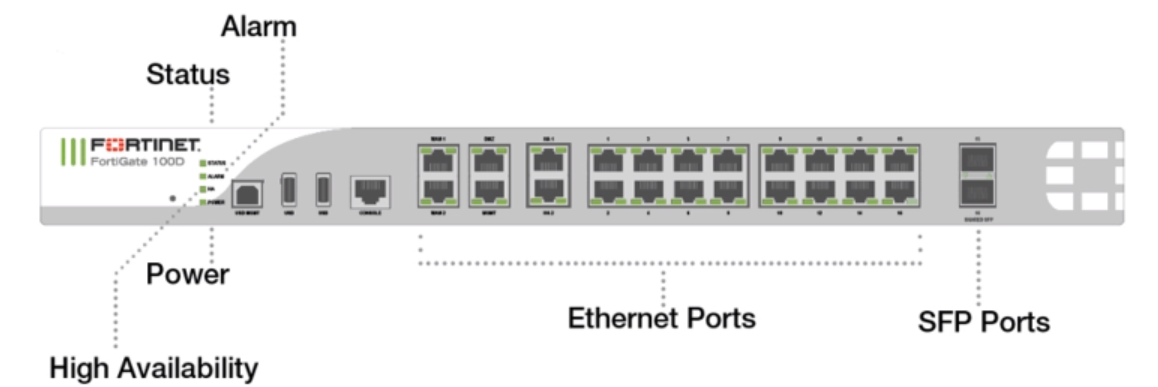 Alarm
Status
FORTINET
FortiGate 100D
STATUS
ALARM
HA
POWER
WAN 1 DMZ HA 1 1 3 5 7 9 11 13 15
USB MGMT USB USB CONSOLE WAN 2 MGMT HA 2 2 4 6 8 10 12 14 16
SHARED SFP
Power
Ethernet Ports
SFP Ports
High Availability